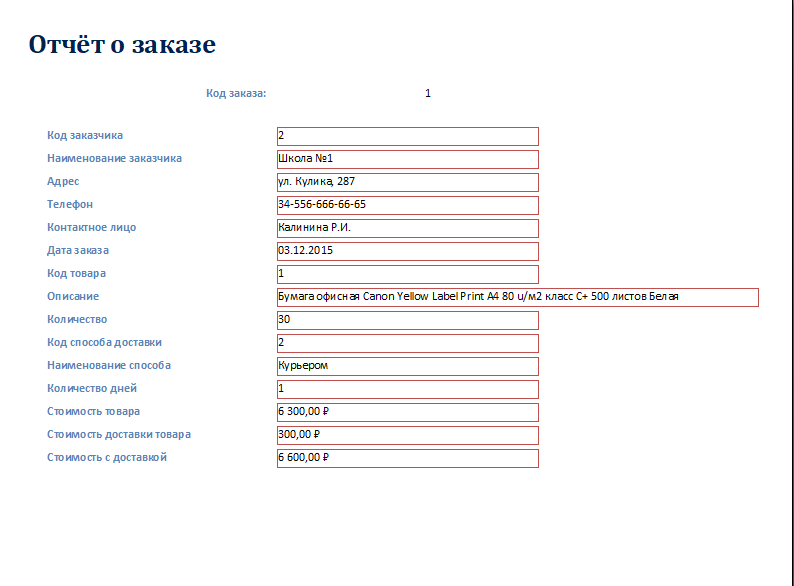 Отчёт о заказе
Код заказа: 1
Код заказчика 2
Наименование заказчика Школа №1
Адрес ул. Кулика, 287
Телефон 34-556-666-66-65
Контактное лицо Калинина Р.И.
Дата заказа 03.12.2015
Код товара 1
Описание Бумага офисная Canon Yellow Label Print A4 80 u/м2 класс C+ 500 листов Белая
Количество 30
Код способа доставки 2
Наименование способа Курьером
Количество дней 1
Стоимость товара 6 300,00 ₽
Стоимость доставки товара 300,00 ₽
Стоимость с доставкой 6 600,00 ₽